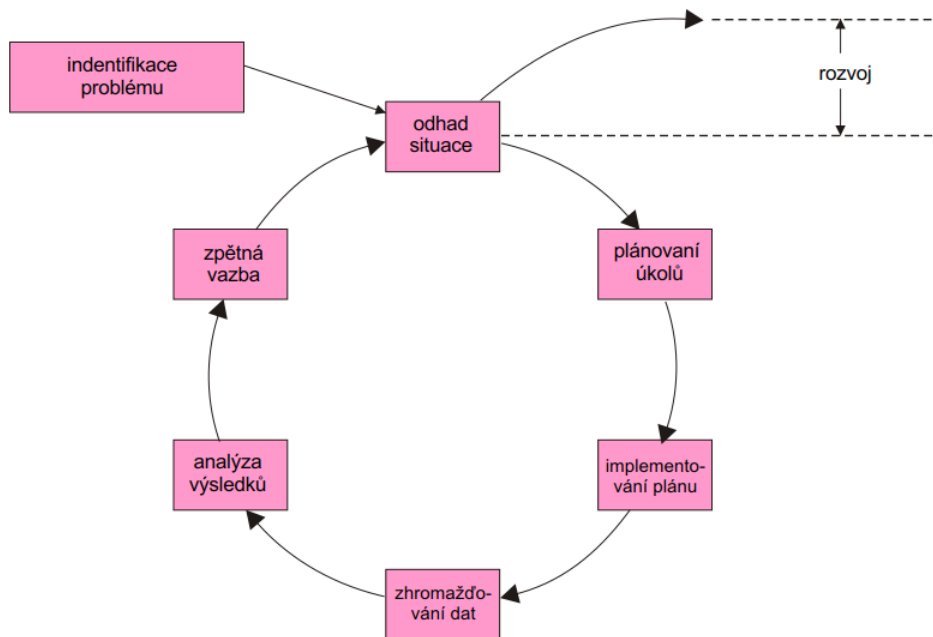 indentifikace
problému
odhad
situace
rozvoj
plánovaní
úkolů
implemento-
vání plánu
zhromažďo-
vání dat
analýza
výsledků
zpětná
vazba